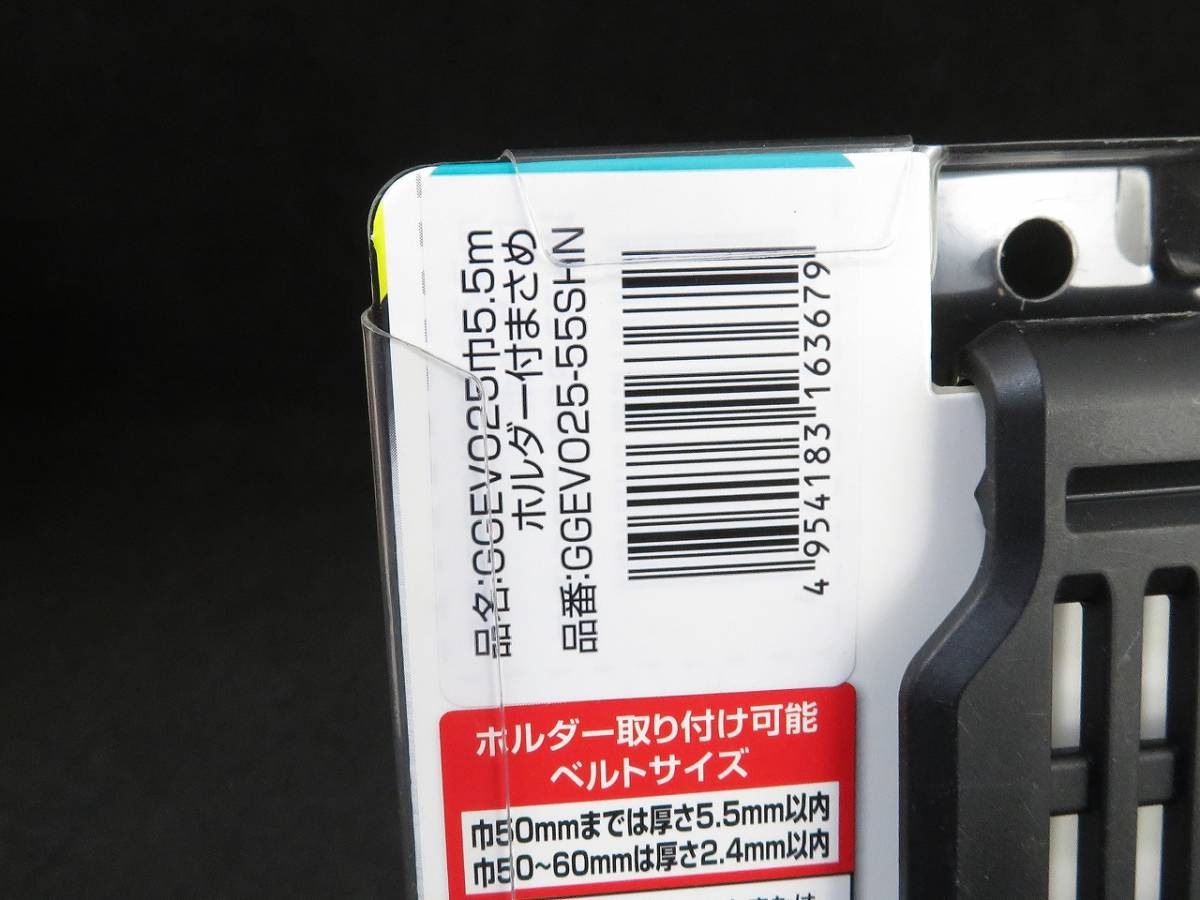 品名:GGEVO25巾5.5m
ホルダー付まさめ
品番:GGEVO25-55SHN
4 954183 163679
ホルダー取り付け可能
ベルトサイズ
巾50mmまでは厚さ5.5mm以内
巾50~60mmは厚さ2.4mm以内